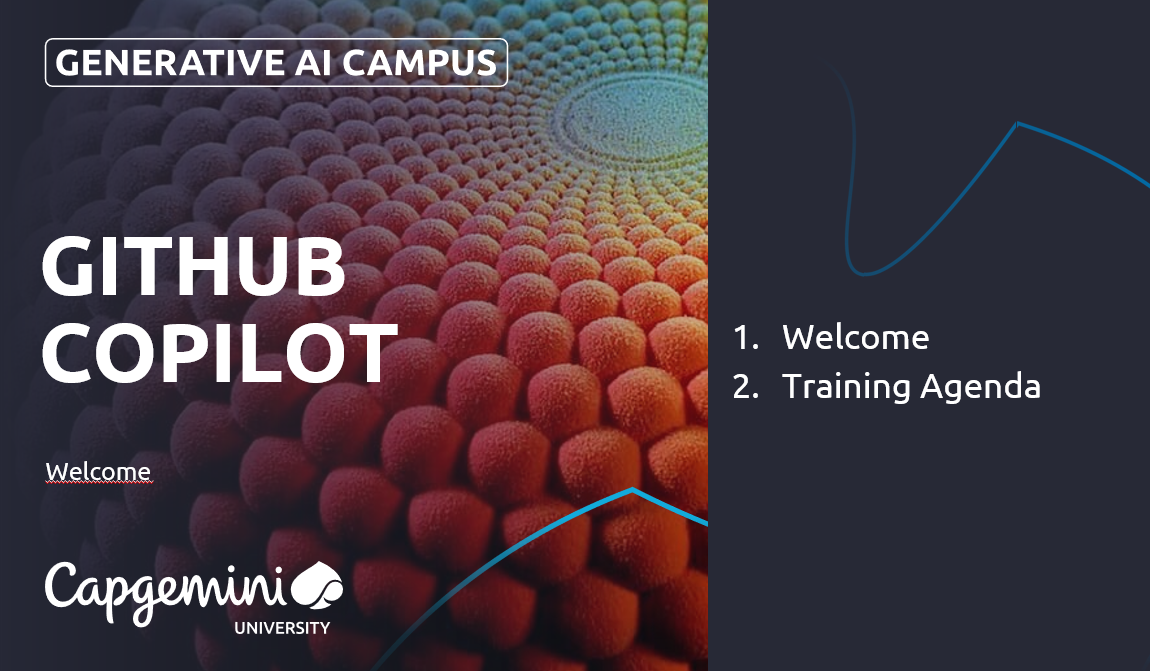 GENERATIVE AI CAMPUS
GITHUB
COPILOT
Welcome
Capgemini
UNIVERSITY
1. Welcome
2. Training Agenda